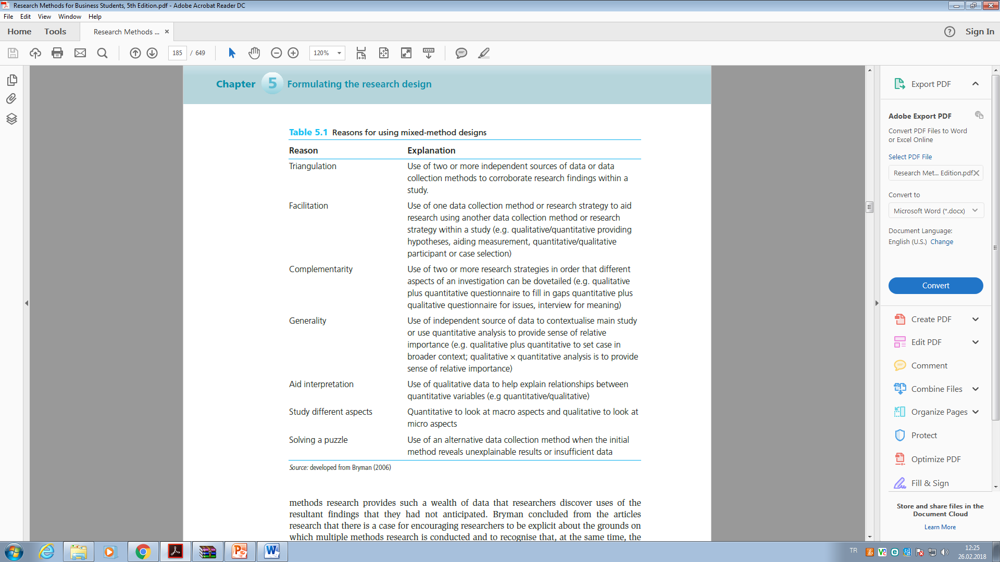 Research Methods for Business Students, 5th Edition.pdf - Adobe Acrobat Reader DC
File Edit View Window Help
Home Tools Research Methods ... × Sign In
185 / 649 120%
Chapter 5 Formulating the research design
Table 5.1 Reasons for using mixed-method designs
Reason Explanation
Triangulation Use of two or more independent sources of data or data
collection methods to corroborate research findings within a
study.
Facilitation Use of one data collection method or research strategy to aid
research using another data collection method or research
strategy within a study (e.g. qualitative/quantitative providing
hypotheses, aiding measurement, quantitative/qualitative
participant or case selection)
Complementarity Use of two or more research strategies in order that different
aspects of an investigation can be dovetailed (e.g. qualitative
plus quantitative questionnaire to fill in gaps quantitative plus
qualitative questionnaire for issues, interview for meaning)
Generality Use of independent source of data to contextualise main study
or use quantitative analysis to provide sense of relative
importance (e.g. qualitative plus quantitative to set case in
broader context; qualitative × quantitative analysis is to provide
sense of relative importance)
Aid interpretation Use of qualitative data to help explain relationships between
quantitative variables (e.g quantitative/qualitative)
Study different aspects Quantitative to look at macro aspects and qualitative to look at
micro aspects
Solving a puzzle Use of an alternative data collection method when the initial
method reveals unexplainable results or insufficient data
Source: developed from Bryman (2006)
methods research provides such a wealth of data that researchers discover uses of the
resultant findings that they had not anticipated. Bryman concluded from the articles
research that there is a case for encouraging researchers to be explicit about the grounds on
which multiple methods research is conducted and to recognise that, at the same time, the
Export PDF
Adobe Export PDF
Convert PDF Files to Word
or Excel Online
Select PDF File
Research Met... Edition.pdf
Convert to
Microsoft Word (*.docx)
Document Language:
English (U.S.) Change
Convert
Create PDF
Edit PDF
Comment
Combine Files
Organize Pages
Protect
Optimize PDF
Fill & Sign
Store and share files in the
Document Cloud
Learn More
TR
12:25
26.02.2018